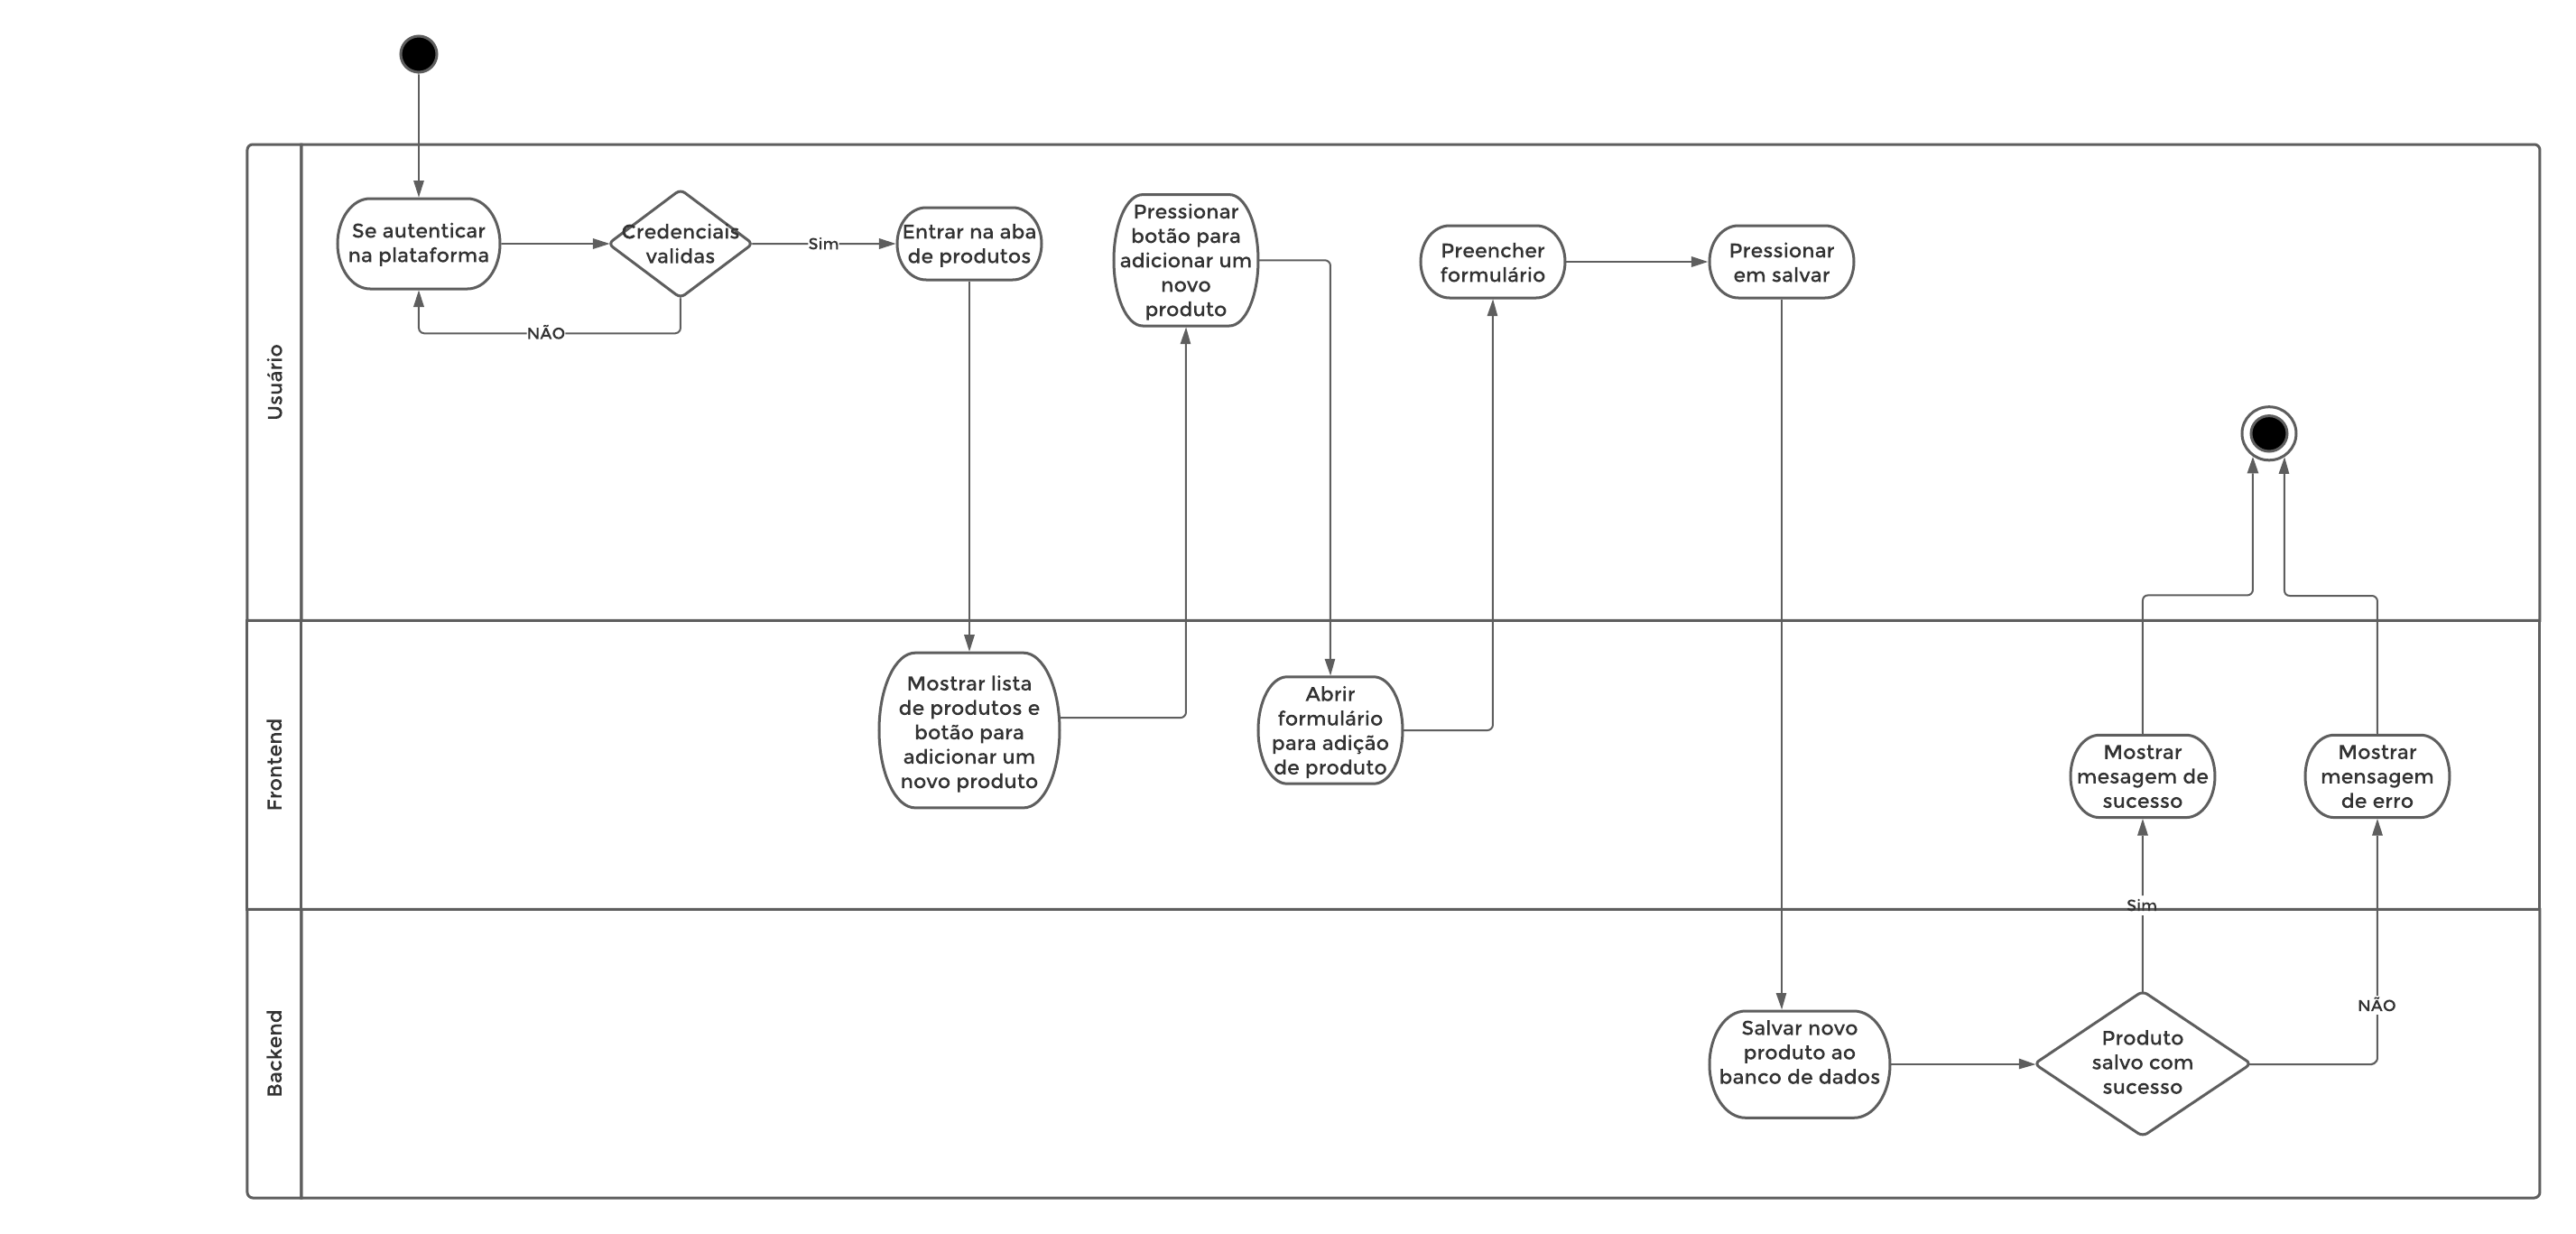 Usuário
Se autenticar
na plataforma
Credenciais
validas
Sim
NÃO
Entrar na aba
de produtos
Pressionar
botão para
adicionar um
novo
produto
Preencher
formulário
Pressionar
em salvar
Frontend
Mostrar lista
de produtos e
botão para
adicionar um
novo produto
Abrir
formulário
para adição
de produto
Mostrar
mesagem de
sucesso
Mostrar
mensagem
de erro
Backend
Salvar novo
produto ao
banco de dados
Produto
salvo com
sucesso
Sim
NÃO